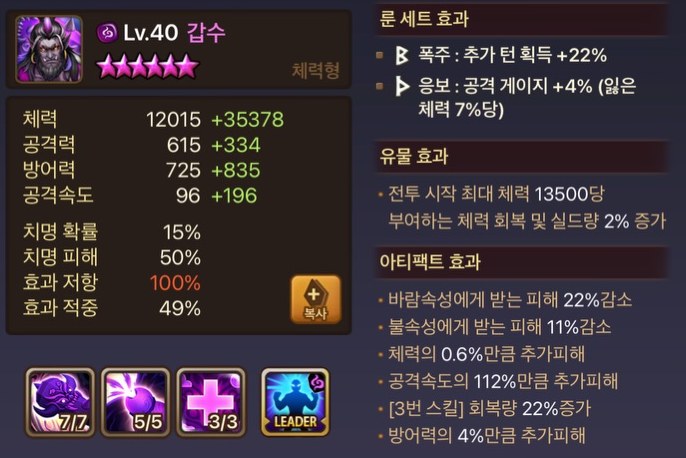 Lv.40 갑수
체력형
체력 12015 +35378
공격력 615 +334
방어력 725 +835
공격속도 96 +196
치명 확률 15%
치명 피해 50%
효과 저항 100%
효과 적중 49%
복사
7/7 5/5 3/3 LEADER
룬 세트 효과
폭주 : 추가 턴 획득 +22%
응보 : 공격 게이지 +4% (잃은
체력 7%당)
유물 효과
• 전투 시작 최대 체력 13500당
부여하는 체력 회복 및 실드량 2% 증가
아티팩트 효과
• 바람속성에게 받는 피해 22%감소
• 불속성에게 받는 피해 11%감소
• 체력의 0.6%만큼 추가피해
• 공격속도의 112%만큼 추가피해
• [3번 스킬] 회복량 22%증가
• 방어력의 4%만큼 추가피해